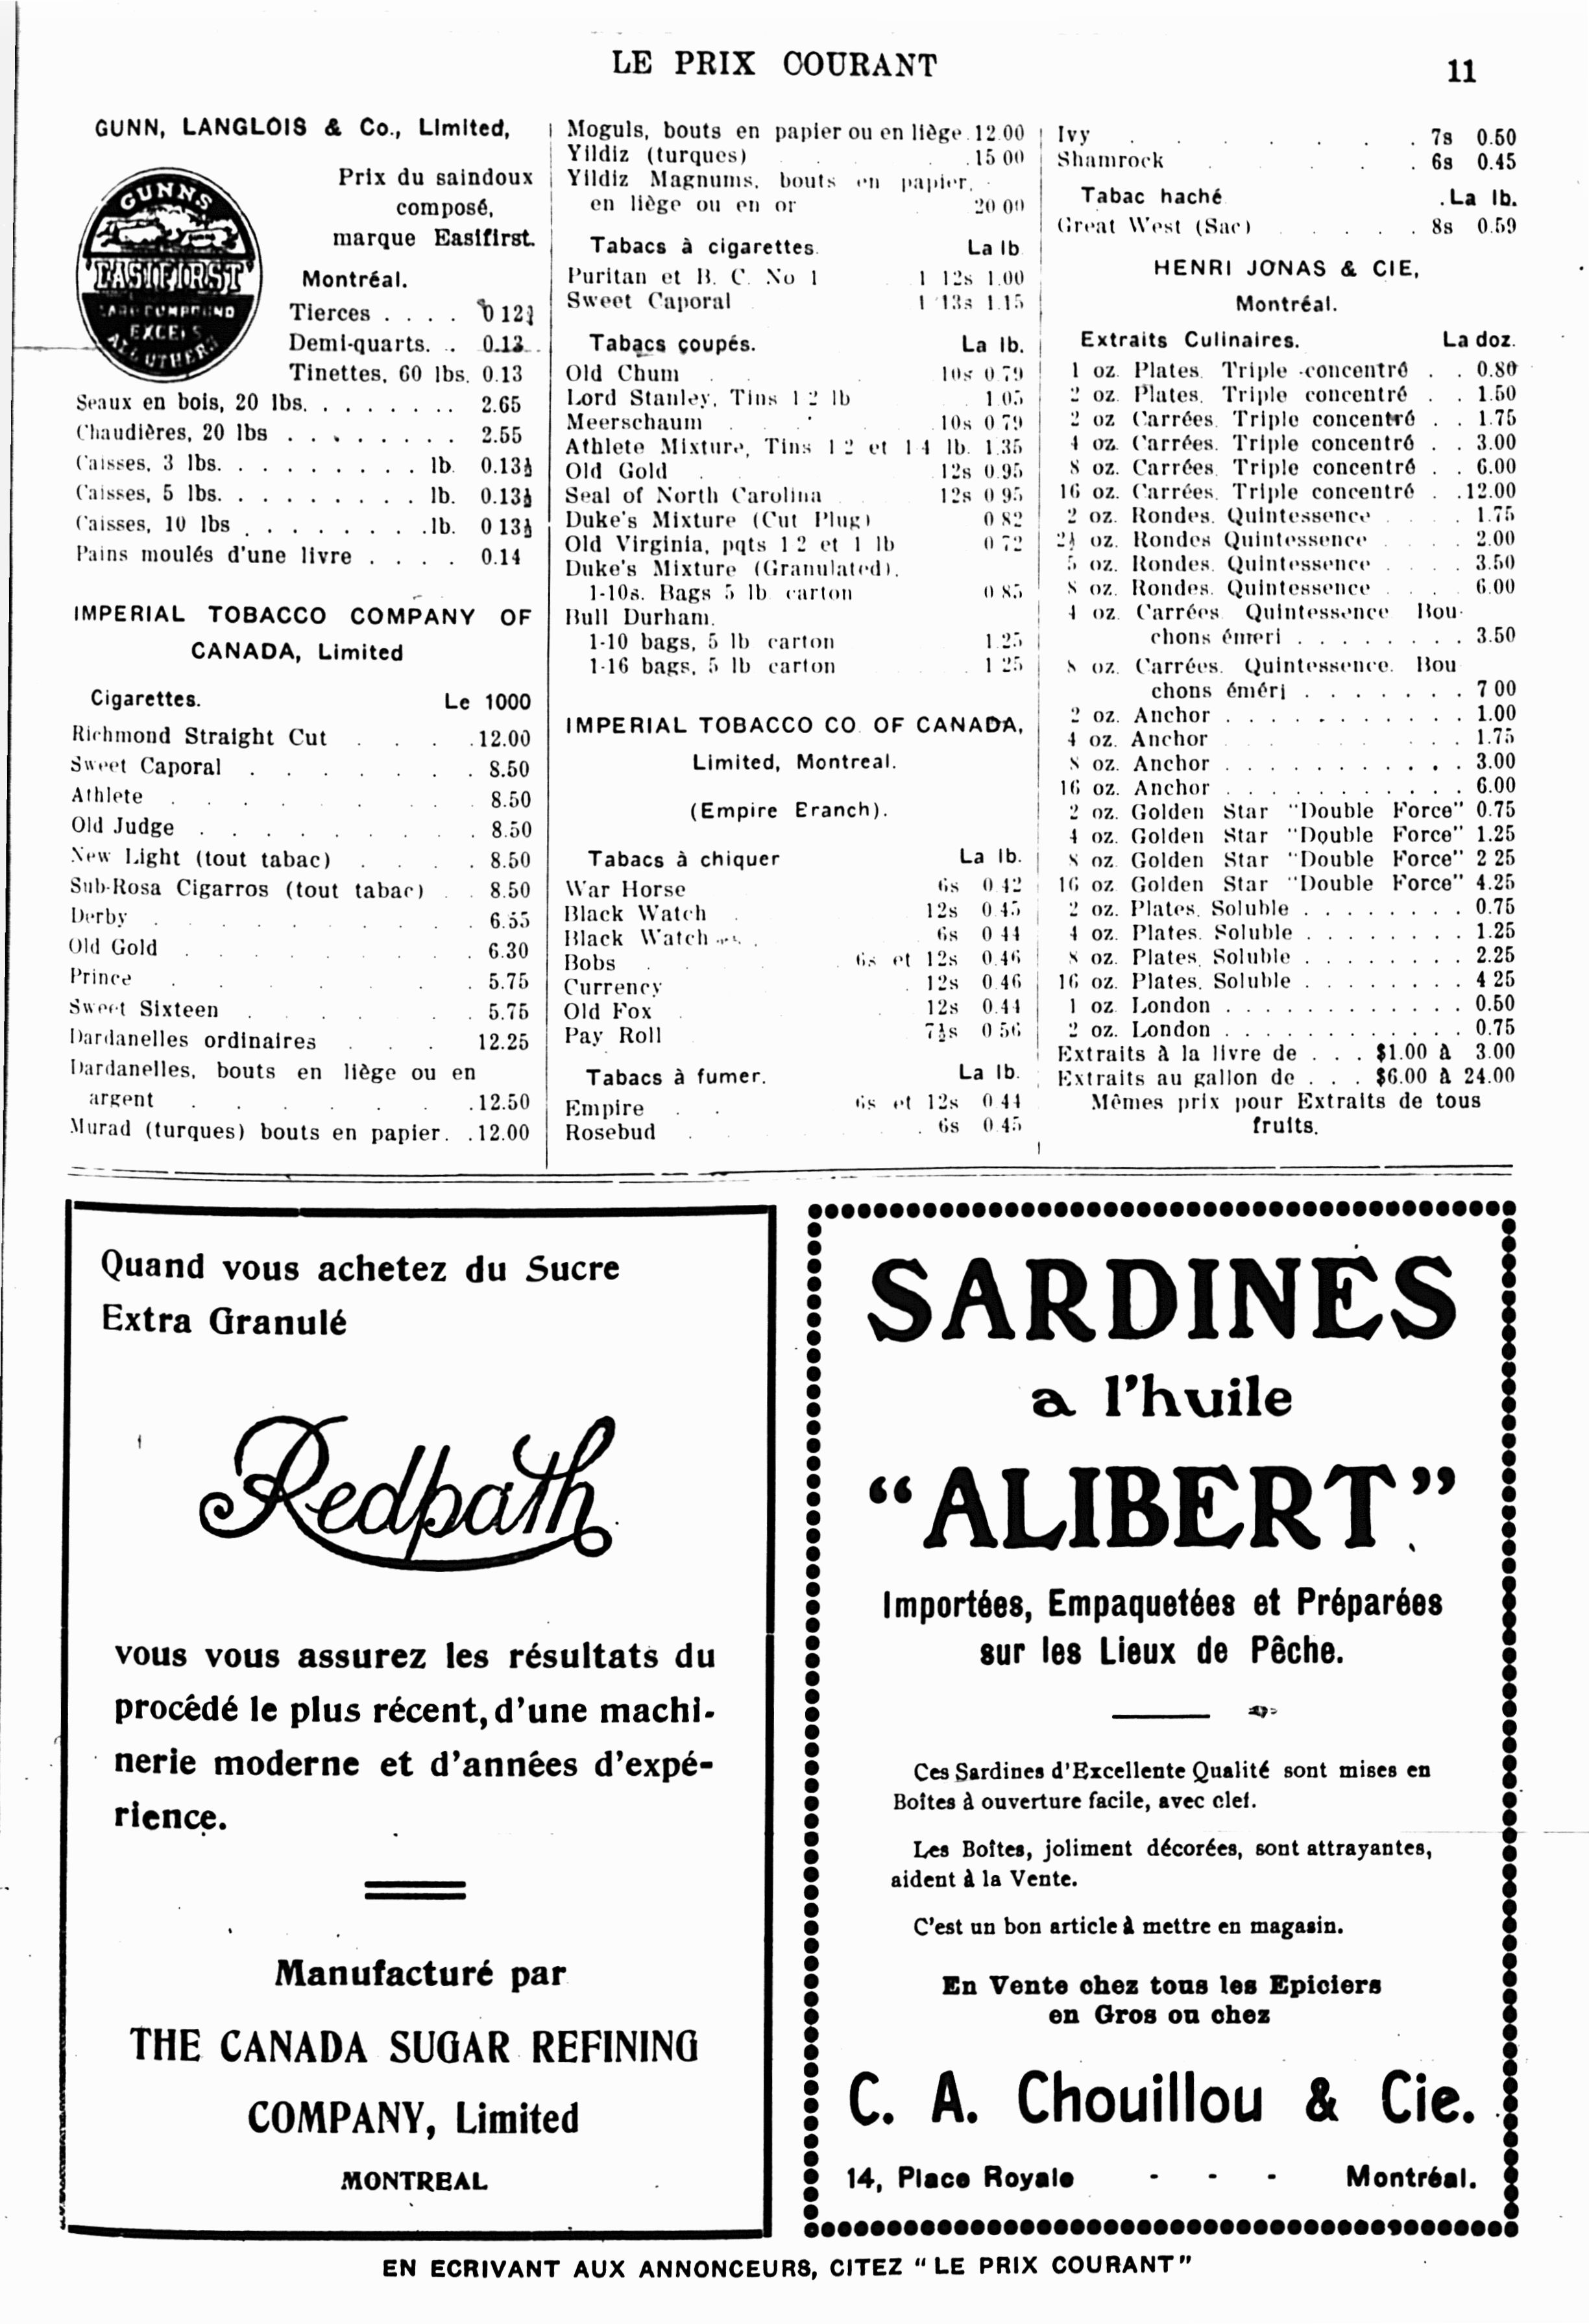 LE PRIX COURANT
11
GUNN, LANGLOIS & Co., Limited,
GUNNS
"EASIFIRST"
LARD COMPOUND
EXCELS
ALL OTHERS
Prix du saindoux
composé,
marque Easifirst.
Montréal.
Tierces . . . . 0 12¾
Demi-quarts. . . 0.13
Tinettes, 60 lbs. 0.13
Seaux en bois, 20 lbs. . . . . . . . 2.65
Chaudières, 20 lbs . . . . . . . . 2.55
Caisses, 3 lbs. . . . . . . . . . lb. 0.13½
Caisses, 5 lbs. . . . . . . . . . lb. 0.13½
Caisses, 10 lbs . . . . . . . .lb. 0 13½
Pains moulés d'une livre . . . . 0.14
IMPERIAL TOBACCO COMPANY OF
CANADA, Limited
Cigarettes. Le 1000
Richmond Straight Cut . . . .12.00
Sweet Caporal . . . . . . . 8.50
Athlete . . . . . . 8.50
Old Judge . . . . . . . 8.50
New Light (tout tabac) . . . . 8.50
Sub-Rosa Cigarros (tout tabac) . . 8.50
Derby . . . . . . . 6.55
Old Gold . . . . . . . 6.30
Prince . . . . . . 5.75
Sweet Sixteen . . . . . . 5.75
Dardanelles ordinaires . . . 12.25
Dardanelles, bouts en liège ou en
argent . . . . . . .12.50
Murad (turques) bouts en papier. .12.00
Moguls, bouts en papier ou en liège.12.00
Yildiz (turques) . . .15 00
Yildiz Magnums, bouts en papier,
en liège ou en or 20 00
Tabacs à cigarettes. La lb
Puritan et B. C. No 1 1 12s 1.00
Sweet Caporal 1 13s 1.15
Tabacs coupés. La lb.
Old Chum . 10s 0 79
Lord Stanley, Tins 1 2 lb . 1.05
Meerschaum . . 10s 0 79
Athlete Mixture, Tins 1 2 et 1 4 lb. 1.35
Old Gold . 12s 0.95
Seal of North Carolina 12s 0 95
Duke's Mixture (Cut Plug) 0 82
Old Virginia, pqts 1 2 et 1 lb 0 72
Duke's Mixture (Granulated),
1-10s. Bags 5 lb carton 0 85
Bull Durham.
1-10 bags, 5 lb carton 1.25
1-16 bags, 5 lb carton 1 25
IMPERIAL TOBACCO CO OF CANADA,
Limited, Montreal.
(Empire Eranch).
Tabacs à chiquer La lb.
War Horse 6s 0 42
Black Watch . 12s 0.45
Black Watch . . 6s 0 44
Bobs . 6s et 12s 0.46
Currency . 12s 0.46
Old Fox . 12s 0.44
Pay Roll 7½s 0 56
Tabacs à fumer. La lb.
Empire . . 6s et 12s 0 44
Rosebud . . 6s 0.45
Ivy . . . . . . . 7s 0.50
Shamrock . . . . 6s 0.45
Tabac haché .La lb.
Great West (Sac) . . . . 8s 0.59
HENRI JONAS & CIE,
Montréal.
Extraits Culinaires. La doz.
1 oz. Plates. Triple concentré . . 0.80
2 oz. Plates. Triple concentré . . 1.50
2 oz Carrées. Triple concentré . . 1.75
4 oz. Carrées. Triple concentré . . 3.00
8 oz. Carrées. Triple concentré . . 6.00
16 oz. Carrées. Triple concentré . .12.00
2 oz. Rondes. Quintessence . . . 1.75
2½ oz. Rondes Quintessence . . . 2.00
5 oz. Rondes. Quintessence . . . . 3.50
8 oz. Rondes. Quintessence . . . 6.00
4 oz. Carrées Quintessence Bou-
chons émeri . . . . . . . . 3.50
8 oz. Carrées. Quintessence. Bou
chons éméri . . . . . . . 7 00
2 oz. Anchor . . . . . . . . . . . 1.00
4 oz. Anchor . . . . 1.75
8 oz. Anchor . . . . . . . . . . . 3.00
16 oz. Anchor . . . . . . . . . . . 6.00
2 oz. Golden Star "Double Force" 0.75
4 oz. Golden Star "Double Force" 1.25
8 oz Golden Star "Double Force" 2 25
16 oz Golden Star "Double Force" 4.25
2 oz. Plates. Soluble . . . . . . . . 0.75
4 oz. Plates. Soluble . . . . . . . . 1.25
8 oz. Plates. Soluble . . . . . . . . 2.25
16 oz. Plates. Soluble . . . . . . . . 4 25
1 oz. London . . . . . . . . . . . 0.50
2 oz. London . . . . . . . . . . . 0.75
Extraits à la livre de . . . $1.00 à 3.00
Extraits au gallon de . . . $6.00 à 24.00
Mêmes prix pour Extraits de tous
fruits.
Quand vous achetez du Sucre
Extra Granulé
Redpath
vous vous assurez les résultats du
procédé le plus récent, d'une machi-
nerie moderne et d'années d'expé-
rience.
Manufacturé par
THE CANADA SUGAR REFINING
COMPANY, Limited
MONTREAL
SARDINES
a l'huile
"ALIBERT"
Importées, Empaquetées et Préparées
sur les Lieux de Pêche.
Ces Sardines d'Excellente Qualité sont mises en
Boîtes à ouverture facile, avec clef.
Les Boîtes, joliment décorées, sont attrayantes,
aident à la Vente.
C'est un bon article à mettre en magasin.
En Vente chez tous les Epiciers
en Gros ou chez
C. A. Chouillou & Cie.
14, Place Royale - - - Montréal.
EN ECRIVANT AUX ANNONCEURS, CITEZ "LE PRIX COURANT"